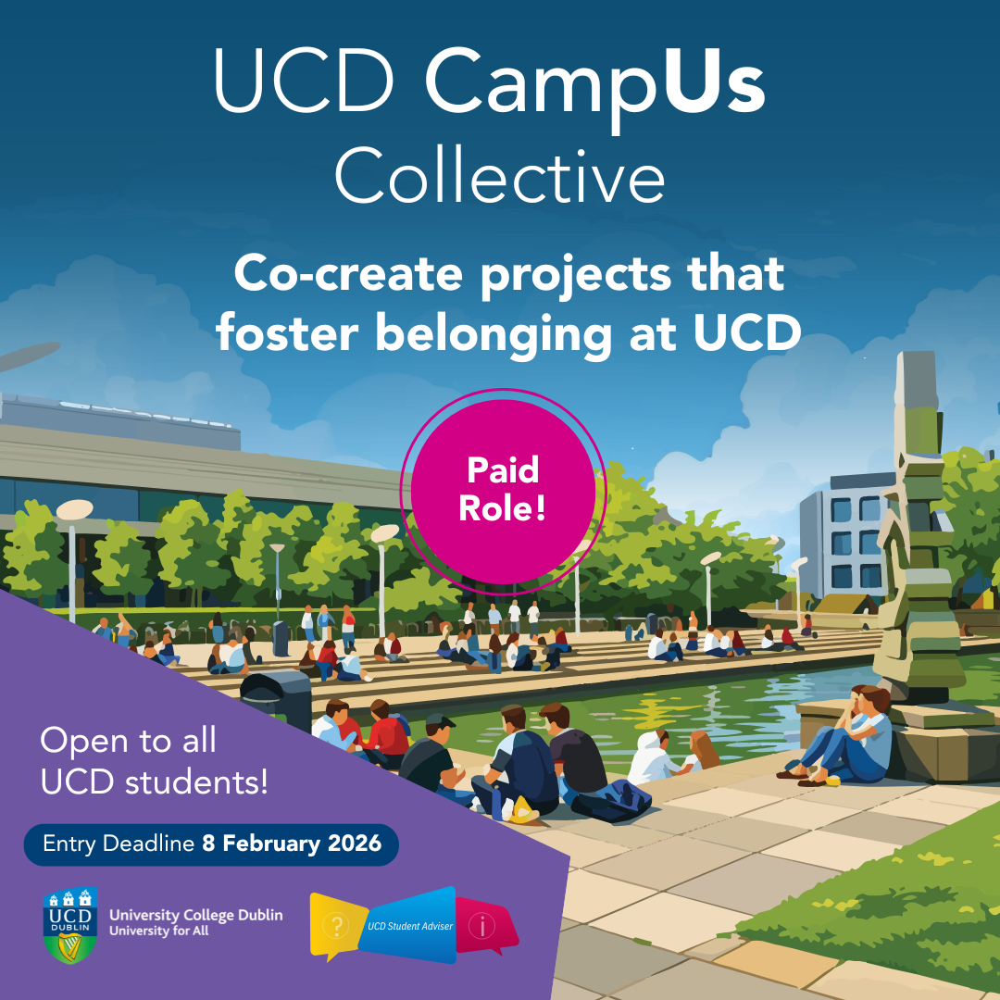 UCD CampUs
Collective
Co-create projects that
foster belonging at UCD
Paid
Role!
Open to all
UCD students!
Entry Deadline 8 February 2026
UCD
DUBLIN
University College Dublin
University for All
?
UCD Student Adviser
i